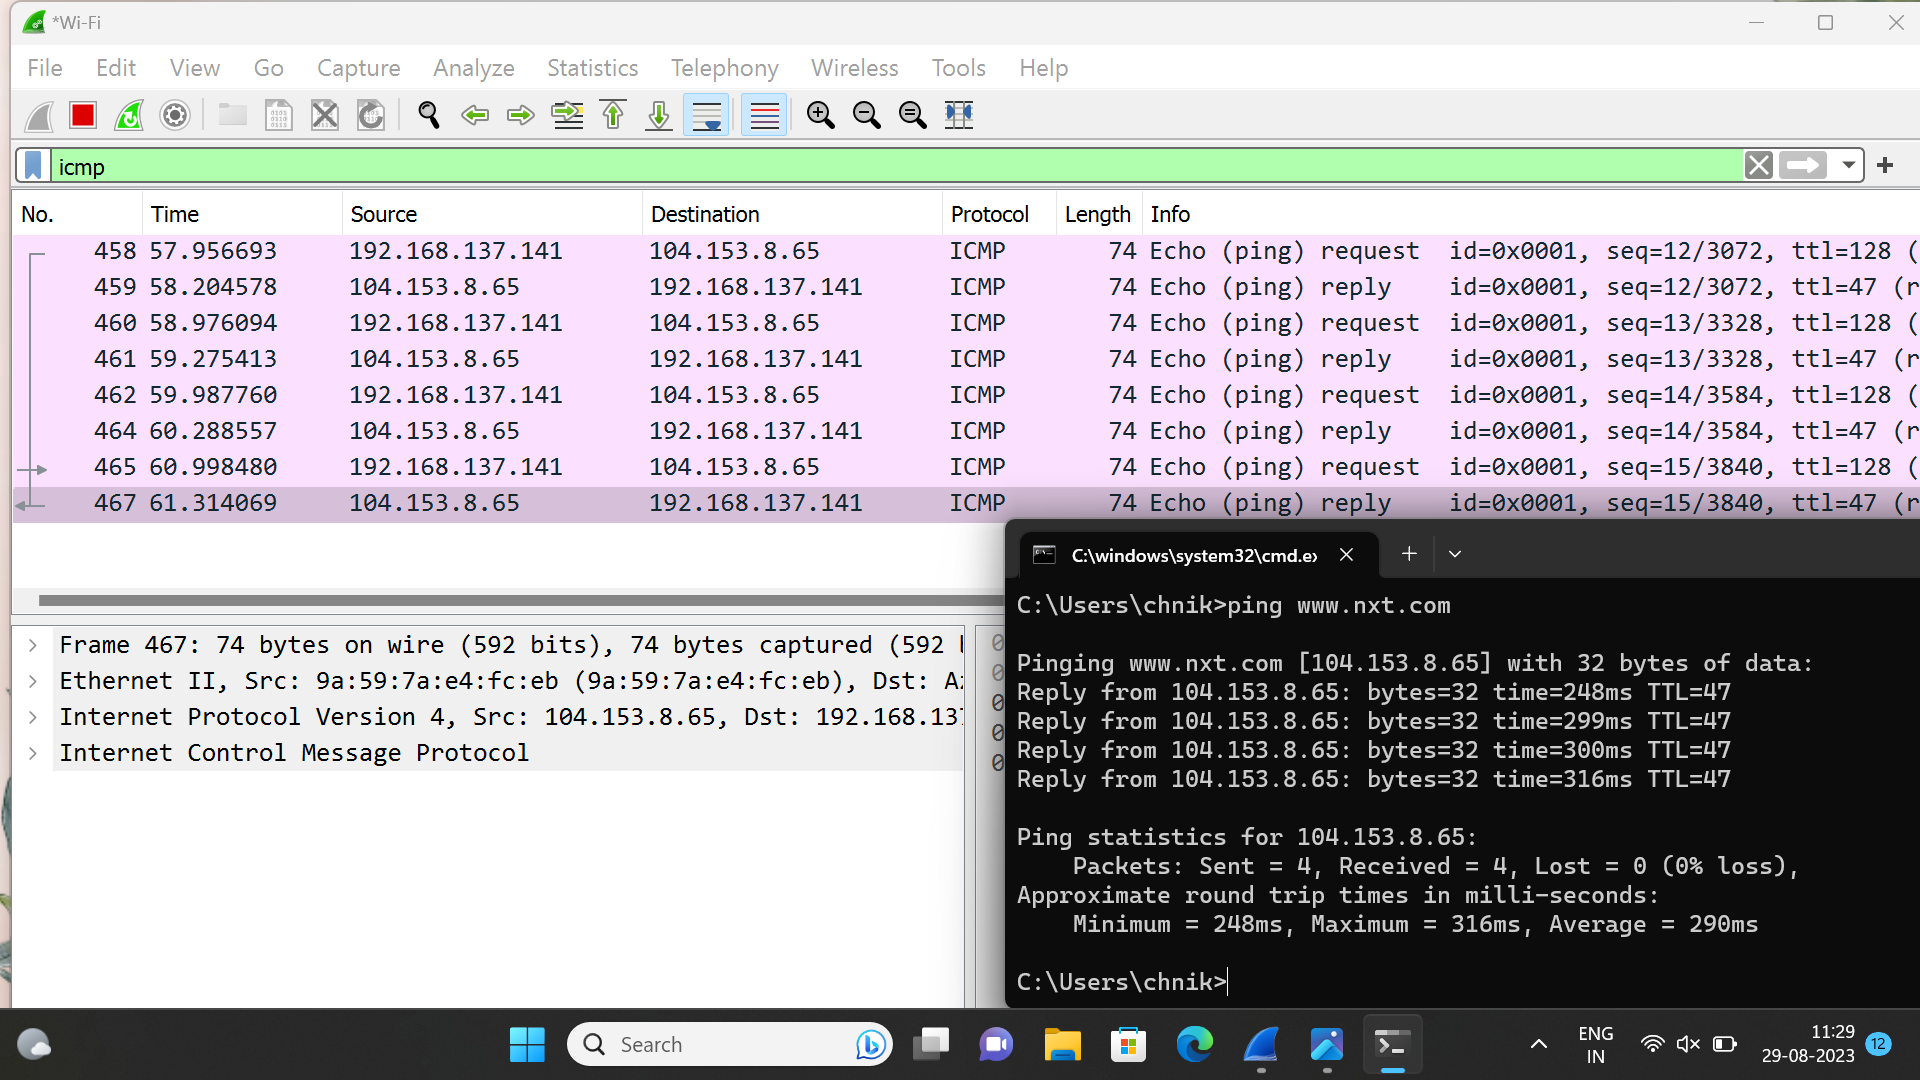 *Wi-Fi
File Edit View Go Capture Analyze Statistics Telephony Wireless Tools Help
icmp
No. Time Source Destination Protocol Length Info
458 57.956693 192.168.137.141 104.153.8.65 ICMP 74 Echo (ping) request id=0x0001, seq=12/3072, ttl=128 (
459 58.204578 104.153.8.65 192.168.137.141 ICMP 74 Echo (ping) reply id=0x0001, seq=12/3072, ttl=47 (r
460 58.976094 192.168.137.141 104.153.8.65 ICMP 74 Echo (ping) request id=0x0001, seq=13/3328, ttl=128 (
461 59.275413 104.153.8.65 192.168.137.141 ICMP 74 Echo (ping) reply id=0x0001, seq=13/3328, ttl=47 (r
462 59.987760 192.168.137.141 104.153.8.65 ICMP 74 Echo (ping) request id=0x0001, seq=14/3584, ttl=128 (
464 60.288557 104.153.8.65 192.168.137.141 ICMP 74 Echo (ping) reply id=0x0001, seq=14/3584, ttl=47 (r
465 60.998480 192.168.137.141 104.153.8.65 ICMP 74 Echo (ping) request id=0x0001, seq=15/3840, ttl=128 (
467 61.314069 104.153.8.65 192.168.137.141 ICMP 74 Echo (ping) reply id=0x0001, seq=15/3840, ttl=47 (r
Frame 467: 74 bytes on wire (592 bits), 74 bytes captured (592
Ethernet II, Src: 9a:59:7a:e4:fc:eb (9a:59:7a:e4:fc:eb), Dst: Az
Internet Protocol Version 4, Src: 104.153.8.65, Dst: 192.168.137
Internet Control Message Protocol
C:\windows\system32\cmd.ex
C:\Users\chnik>ping www.nxt.com
Pinging www.nxt.com [104.153.8.65] with 32 bytes of data:
Reply from 104.153.8.65: bytes=32 time=248ms TTL=47
Reply from 104.153.8.65: bytes=32 time=299ms TTL=47
Reply from 104.153.8.65: bytes=32 time=300ms TTL=47
Reply from 104.153.8.65: bytes=32 time=316ms TTL=47
Ping statistics for 104.153.8.65:
Packets: Sent = 4, Received = 4, Lost = 0 (0% loss),
Approximate round trip times in milli-seconds:
Minimum = 248ms, Maximum = 316ms, Average = 290ms
C:\Users\chnik>
Search
ENG
IN
11:29
29-08-2023
12